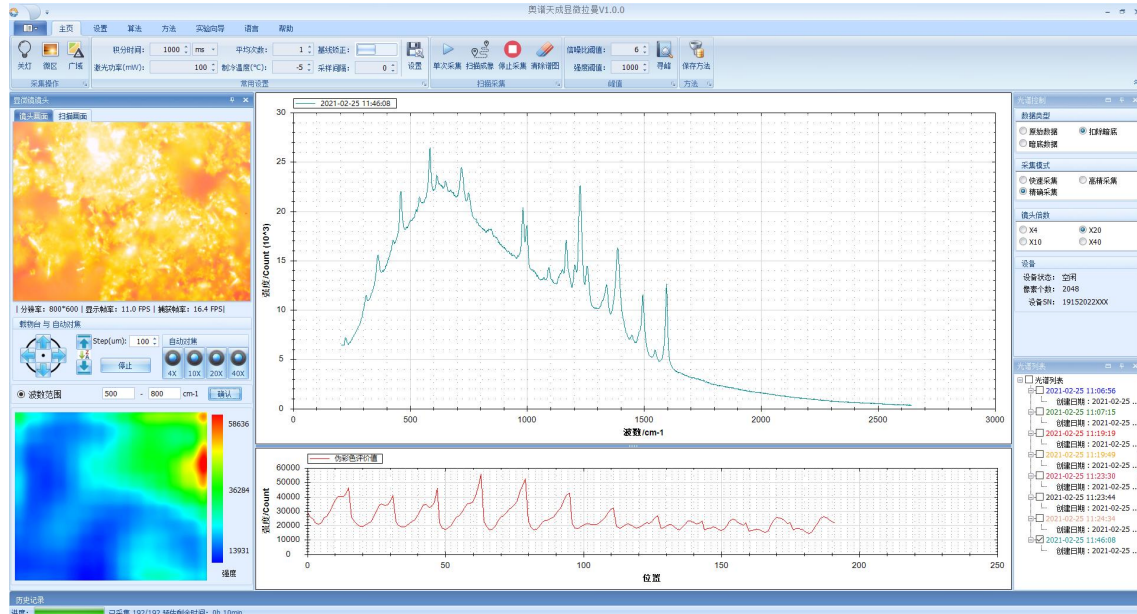 奥谱天成显微拉曼V1.0.0
主页 设置 算法 方法 实验向导 语言 帮助
积分时间: 1000 ms 平均次数: 1 基线矫正:
信噪比阈值: 6
激光功率(mW): 100 制冷温度(°C): -5 采样间隔: 0
强度阈值: 1000
关灯 微区 广域 设置 单次采集 扫描成像 停止采集 清除谱图 寻峰 保存方法
采集操作 常用设置 扫描采集 峰值 方法
显微镜镜头
镜头画面 扫描画面
|分辨率: 800*600 |显示帧率: 11.0 FPS |捕获帧率: 16.4 FPS|
载物台 与 自动对焦
Step(um): 100 自动对焦
停止
4X 10X 20X 40X
波数范围 500 - 800 cm-1 确认
58636
36284
13931
强度
2021-02-25 11:46:08
强度/Count (10^3)
30
25
20
15
10
5
0
0 500 1000 1500 2000 2500 3000
波数/cm-1
伪彩色评价值
强度/Count
60000
50000
40000
30000
20000
10000
0
0 50 100 150 200 250
位置
光谱控制
数据类型
原始数据 扣除暗底
暗底数据
采集模式
快速采集 高精采集
精确采集
镜头倍数
X4 X20
X10 X40
设备
设备状态: 空闲
像素个数: 2048
设备SN: 19152022XXX
光谱列表
光谱列表
2021-02-25 11:06:56
创建日期：2021-02-25 ...
2021-02-25 11:07:15
创建日期：2021-02-25 ...
2021-02-25 11:19:19
创建日期：2021-02-25 ...
2021-02-25 11:19:49
创建日期：2021-02-25 ...
2021-02-25 11:23:30
创建日期：2021-02-25 ...
2021-02-25 11:23:44
创建日期：2021-02-25 ...
2021-02-25 11:24:34
创建日期：2021-02-25 ...
2021-02-25 11:46:08
创建日期：2021-02-25 ...
历史记录
进度: 已采集 192/192 预估剩余时间: 0h 10min